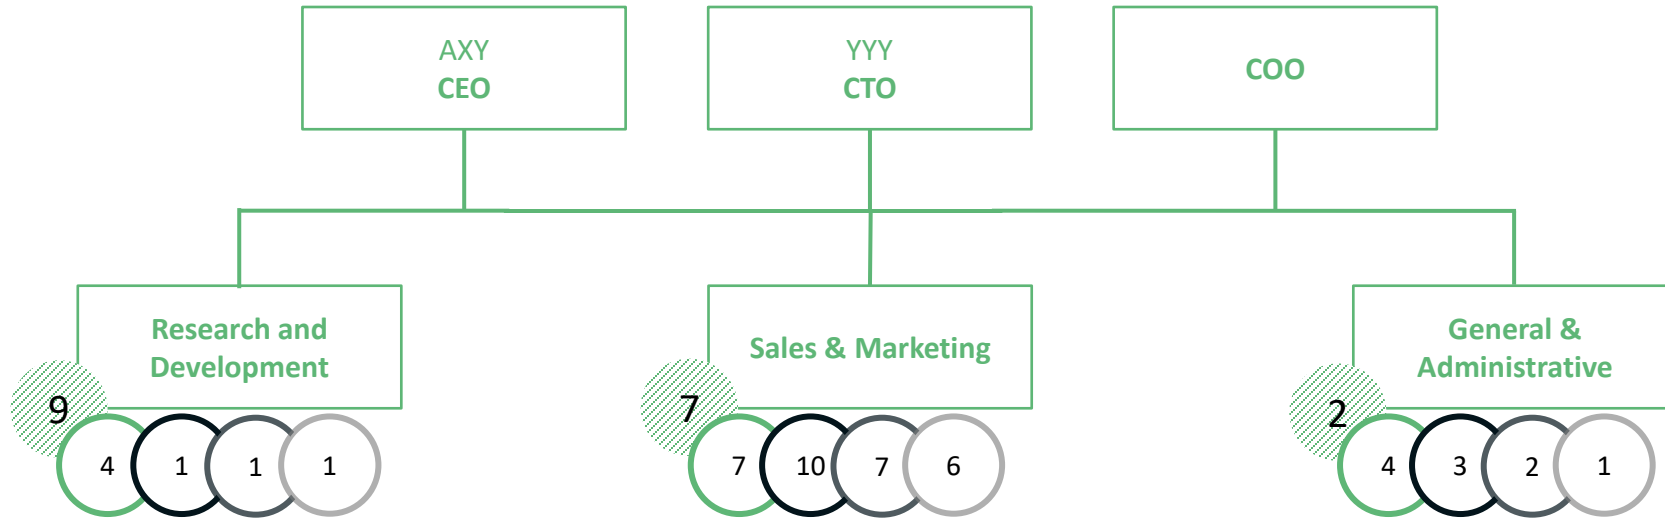 AXY
CEO
YYY
CTO
COO
Research and
Development
Sales & Marketing
General &
Administrative
9
4 1 1 1
7
7 10 7 6
2
4 3 2 1